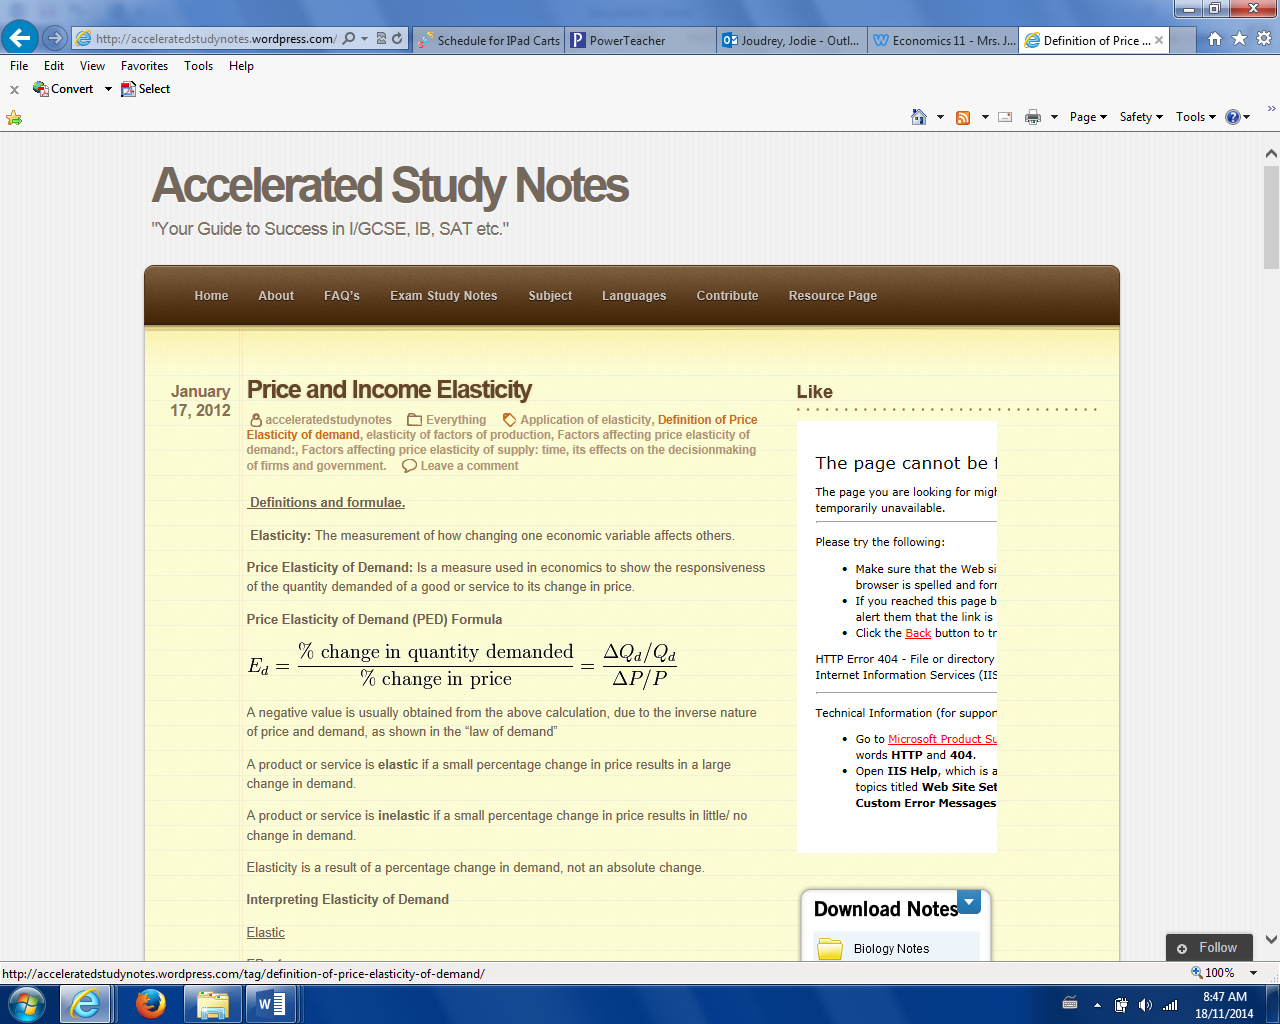 http://acceleratedstudynotes.wordpress.com/
Schedule for IPad Carts
PowerTeacher
Joudrey, Jodie - Outl...
Economics 11 - Mrs. J...
Definition of Price ...
File Edit View Favorites Tools Help
Convert Select
Page Safety Tools
Accelerated Study Notes
"Your Guide to Success in I/GCSE, IB, SAT etc."
Home About FAQ's Exam Study Notes Subject Languages Contribute Resource Page
January
17, 2012
Price and Income Elasticity
acceleratedstudynotes Everything Application of elasticity, Definition of Price
Elasticity of demand, elasticity of factors of production, Factors affecting price elasticity of
demand:, Factors affecting price elasticity of supply: time, its effects on the decisionmaking
of firms and government. Leave a comment
Definitions and formulae.
Elasticity: The measurement of how changing one economic variable affects others.
Price Elasticity of Demand: Is a measure used in economics to show the responsiveness
of the quantity demanded of a good or service to its change in price.
Price Elasticity of Demand (PED) Formula
E_d = % change in quantity demanded / % change in price = ΔQ_d/Q_d / ΔP/P
A negative value is usually obtained from the above calculation, due to the inverse nature
of price and demand, as shown in the “law of demand”
A product or service is elastic if a small percentage change in price results in a large
change in demand.
A product or service is inelastic if a small percentage change in price results in little/ no
change in demand.
Elasticity is a result of a percentage change in demand, not an absolute change.
Interpreting Elasticity of Demand
Elastic
Like
The page cannot be f
The page you are looking for migh
temporarily unavailable.
Please try the following:
Make sure that the Web si
browser is spelled and forr
If you reached this page b
alert them that the link is
Click the Back button to tr
HTTP Error 404 - File or directory
Internet Information Services (IIS
Technical Information (for suppor
Go to Microsoft Product Su
words HTTP and 404.
Open IIS Help, which is a
topics titled Web Site Set
Custom Error Messages
Download Notes
Biology Notes
Follow
http://acceleratedstudynotes.wordpress.com/tag/definition-of-price-elasticity-of-demand/
100%
8:47 AM
18/11/2014